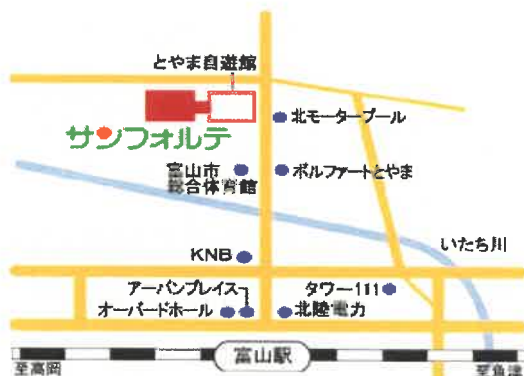 とやま自遊館
北モータープール
サンフォルテ
富山市
総合体育館
ボルファートとやま
いたち川
KNB
アーバンプレイス
オーバードホール
タワー111
北陸電力
富山駅
至高岡
至魚津